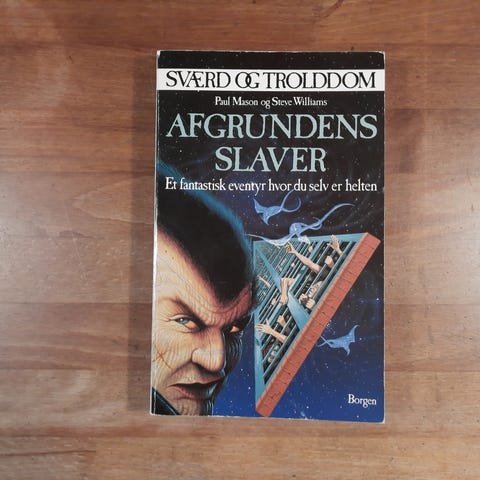 SVÆRD OG TROLDDOM
Paul Mason og Steve Williams
AFGRUNDENS
SLAVER
Et fantastisk eventyr hvor du selv er helten
Borgen